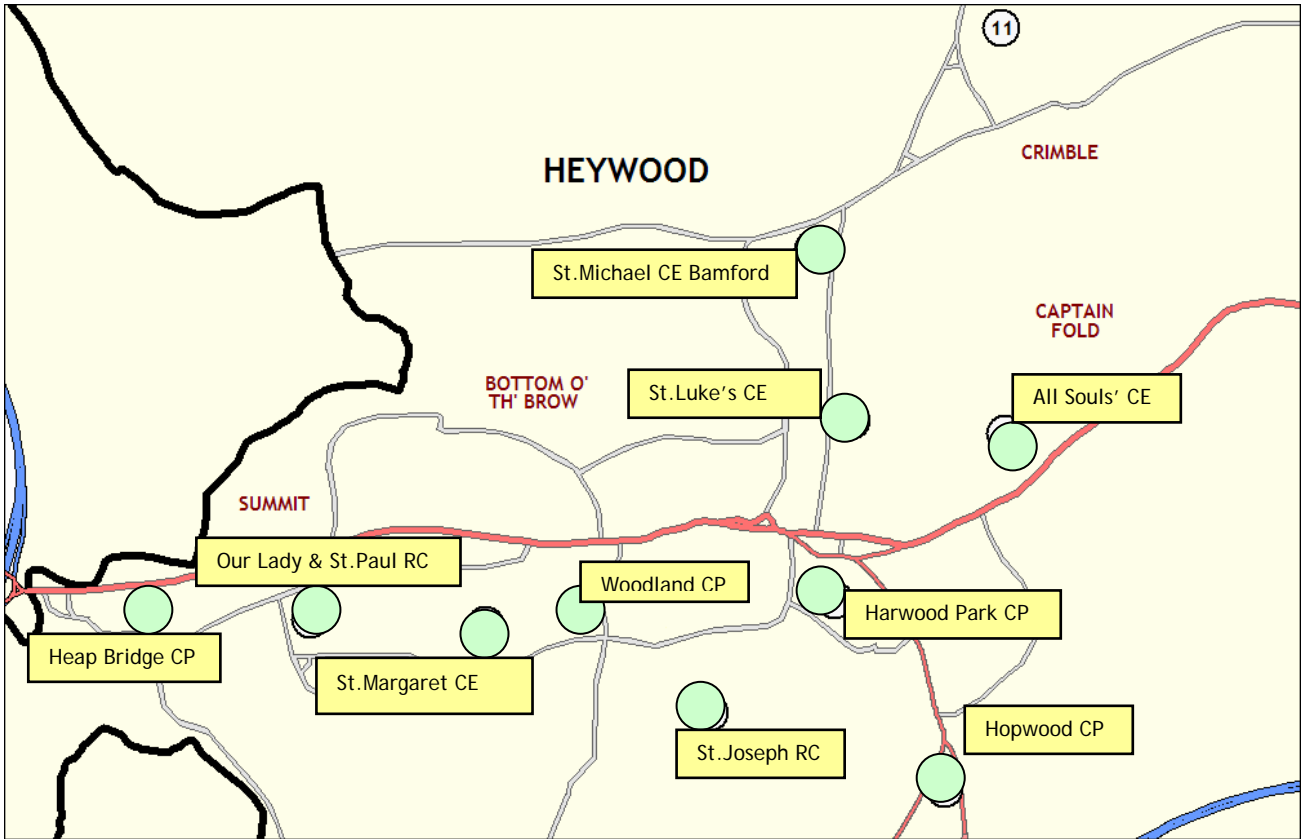 11
CRIMBLE
HEYWOOD
St.Michael CE Bamford
CAPTAIN
FOLD
BOTTOM O'
TH' BROW
St.Luke's CE
All Souls' CE
SUMMIT
Our Lady & St.Paul RC
Woodland CP
Harwood Park CP
Heap Bridge CP
St.Margaret CE
Hopwood CP
St.Joseph RC